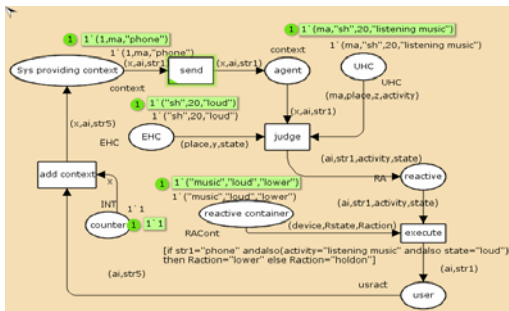 1 1`(1,ma,"phone")
1`(1,ma,"phone")
1 1`(ma,"sh",20,"listening music")
1`(ma,"sh",20,"listening music")
context
Sys providing context
(x,ai,str1)
send
(x,ai,str1)
agent
UHC
context
UHC
(ma,place,z,activity)
1 1`("sh",20,"loud")
1`("sh",20,"loud")
(x,ai,str1)
(x,ai,str5)
EHC
EHC
(place,y,state)
judge
(ai,str1,activity,state)
add context
x
1 1`("music","loud","lower")
1`("music","loud","lower")
RA
reactive
INT
1`1
reactive container
(ai,str1,activity,state)
counter
1 1`1
RACont
(device,Rstate,Raction)
execute
[if str1="phone" andalso(activity="listening music" andalso state="loud")
then Raction="lower" else Raction="holdon"]
(ai,str1)
(ai,str5)
usract
user